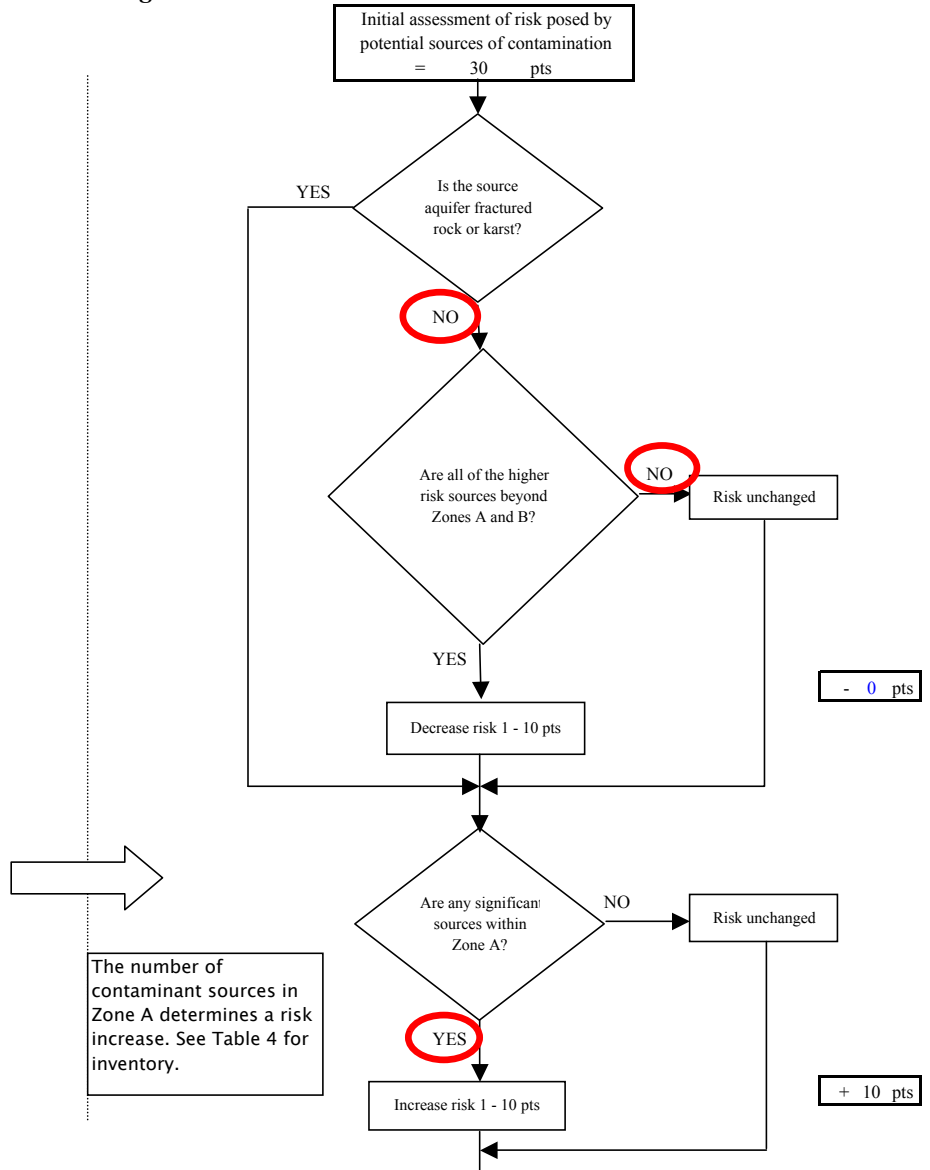 Initial assessment of risk posed by
potential sources of contamination
= 30 pts
YES
Is the source
aquifer fractured
rock or karst?
NO
Are all of the higher
risk sources beyond
Zones A and B?
NO
Risk unchanged
YES
- 0 pts
Decrease risk 1 - 10 pts
Are any significant
sources within
Zone A?
NO
Risk unchanged
The number of
contaminant sources in
Zone A determines a risk
increase. See Table 4 for
inventory.
YES
+ 10 pts
Increase risk 1 - 10 pts